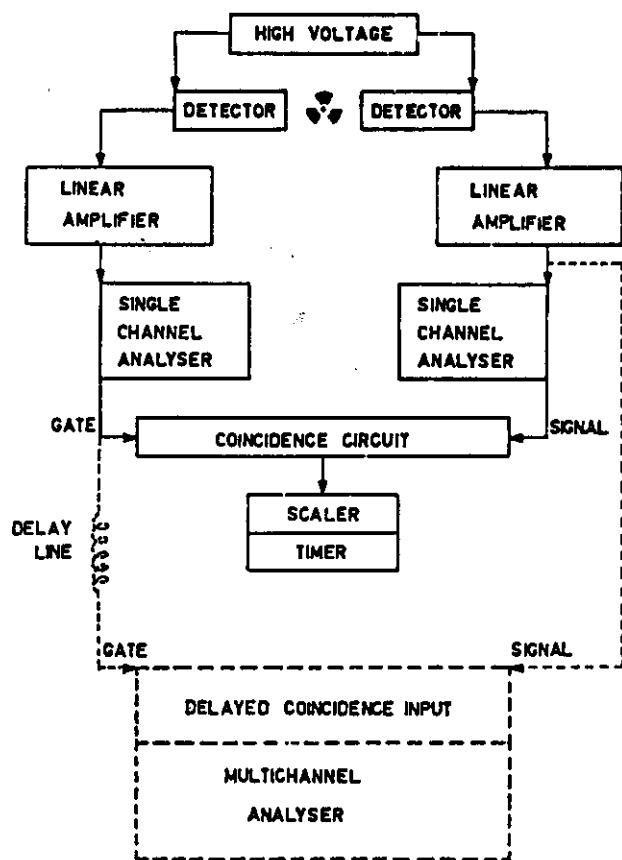 HIGH VOLTAGE
DETECTOR
DETECTOR
LINEAR
AMPLIFIER
LINEAR
AMPLIFIER
SINGLE
CHANNEL
ANALYSER
SINGLE
CHANNEL
ANALYSER
GATE
COINCIDENCE CIRCUIT
SIGNAL
SCALER
TIMER
DELAY
LINE
GATE
SIGNAL
DELAYED COINCIDENCE INPUT
MULTICHANNEL
ANALYSER